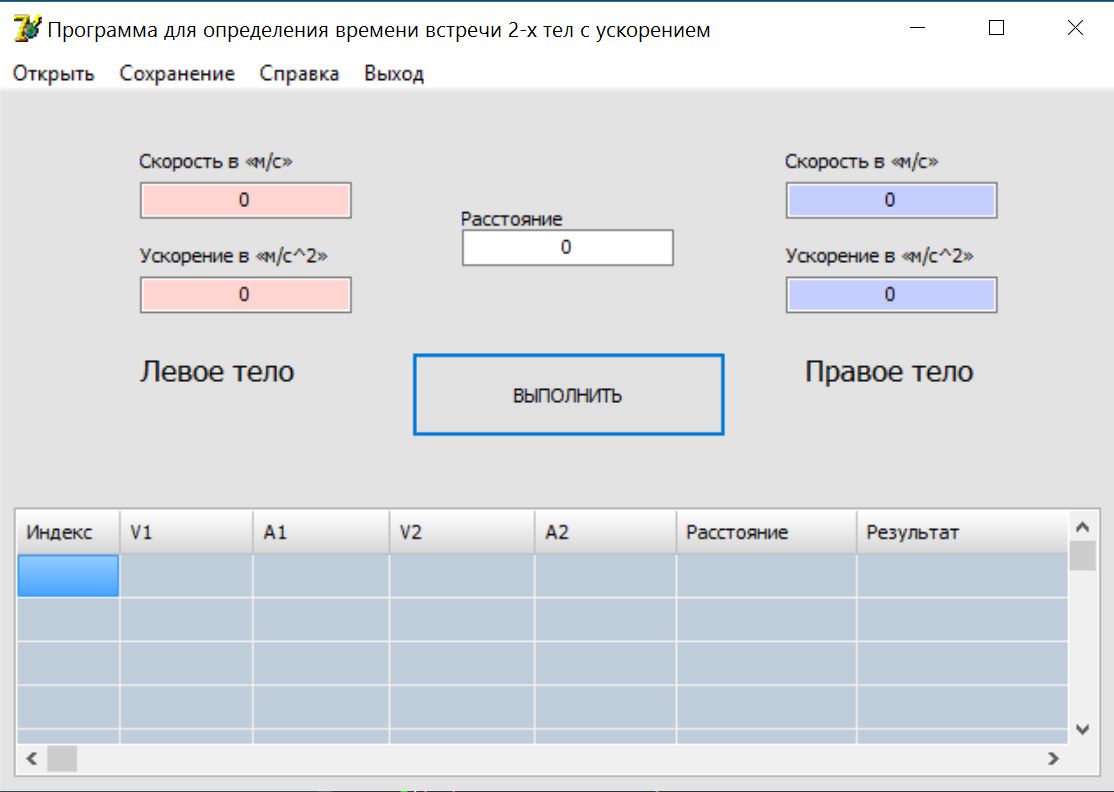 Программа для определения времени встречи 2-х тел с ускорением
Открыть Сохранение Справка Выход
Скорость в «м/с»
0
Ускорение в «м/с^2»
0
Левое тело
Расстояние
0
ВЫПОЛНИТЬ
Скорость в «м/с»
0
Ускорение в «м/с^2»
0
Правое тело
Индекс V1 A1 V2 A2 Расстояние Результат